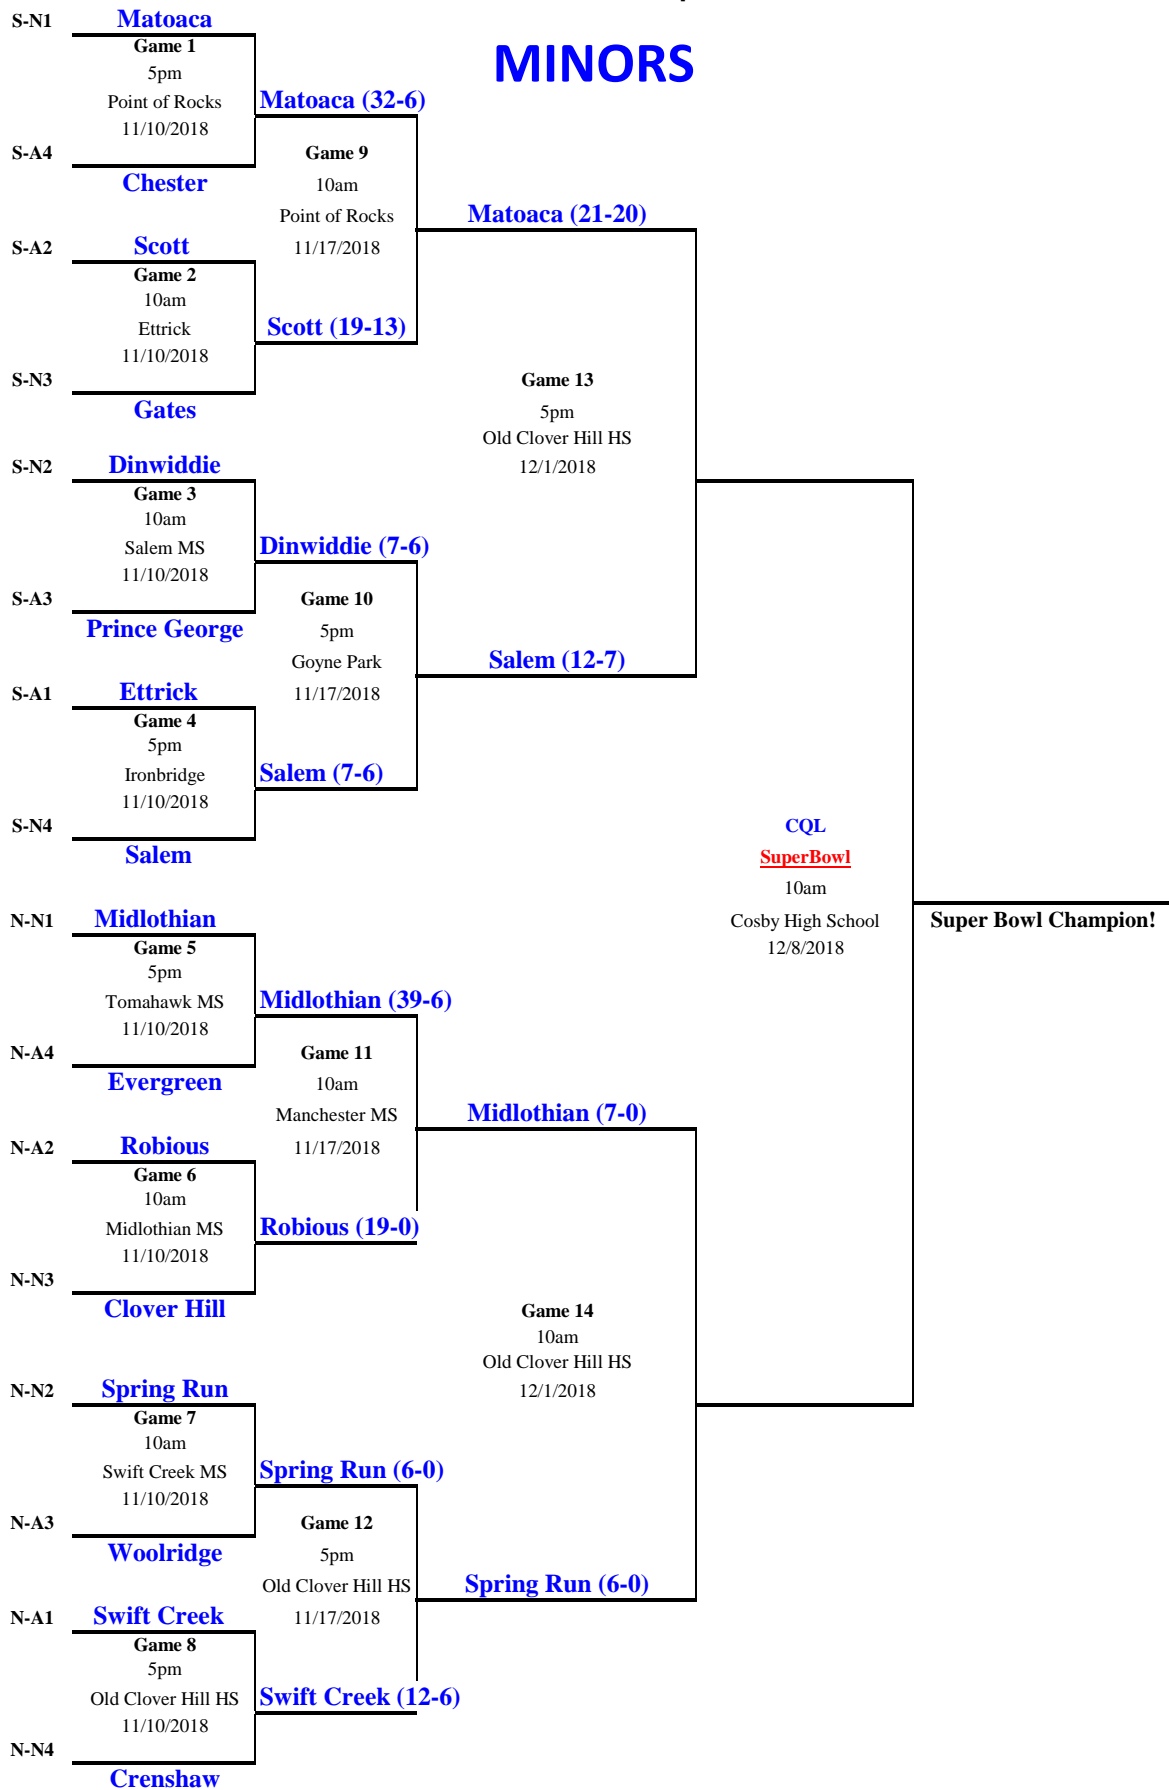 MINORS
S-N1
Matoaca
Game 1
5pm
Point of Rocks
11/10/2018
S-A4
Chester
Matoaca (32-6)
Game 9
10am
Point of Rocks
11/17/2018
S-A2
Scott
Game 2
10am
Ettrick
11/10/2018
S-N3
Gates
Scott (19-13)
Matoaca (21-20)
Game 13
5pm
Old Clover Hill HS
12/1/2018
S-N2
Dinwiddie
Game 3
10am
Salem MS
11/10/2018
S-A3
Prince George
Dinwiddie (7-6)
Game 10
5pm
Goyne Park
11/17/2018
S-A1
Ettrick
Game 4
5pm
Ironbridge
11/10/2018
S-N4
Salem
Salem (7-6)
Salem (12-7)
CQL
SuperBowl
10am
Cosby High School
12/8/2018
Super Bowl Champion!
N-N1
Midlothian
Game 5
5pm
Tomahawk MS
11/10/2018
N-A4
Evergreen
Midlothian (39-6)
Game 11
10am
Manchester MS
11/17/2018
N-A2
Robious
Game 6
10am
Midlothian MS
11/10/2018
N-N3
Clover Hill
Robious (19-0)
Midlothian (7-0)
Game 14
10am
Old Clover Hill HS
12/1/2018
N-N2
Spring Run
Game 7
10am
Swift Creek MS
11/10/2018
N-A3
Woolridge
Spring Run (6-0)
Game 12
5pm
Old Clover Hill HS
11/17/2018
N-A1
Swift Creek
Game 8
5pm
Old Clover Hill HS
11/10/2018
N-N4
Crenshaw
Swift Creek (12-6)
Spring Run (6-0)